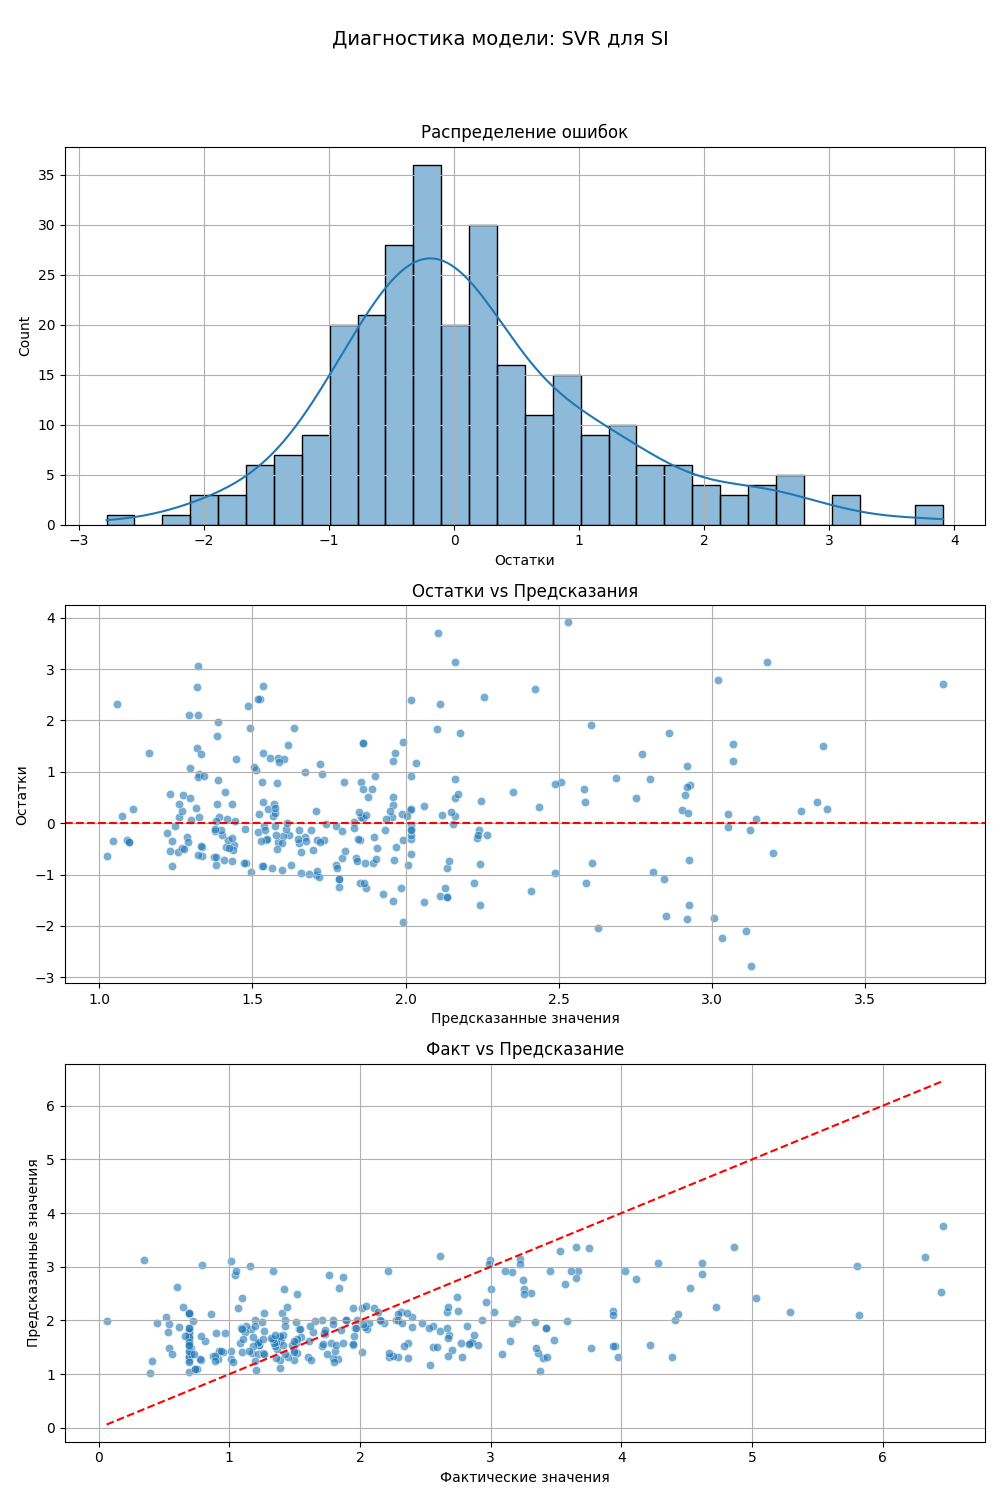 Диагностика модели: SVR для SI
Распределение ошибок
Count
35
30
25
20
15
10
5
0
−3 −2 −1 0 1 2 3 4
Остатки
Остатки vs Предсказания
Остатки
4
3
2
1
0
−1
−2
−3
1.0 1.5 2.0 2.5 3.0 3.5
Предсказанные значения
Факт vs Предсказание
Предсказанные значения
6
5
4
3
2
1
0
0 1 2 3 4 5 6
Фактические значения